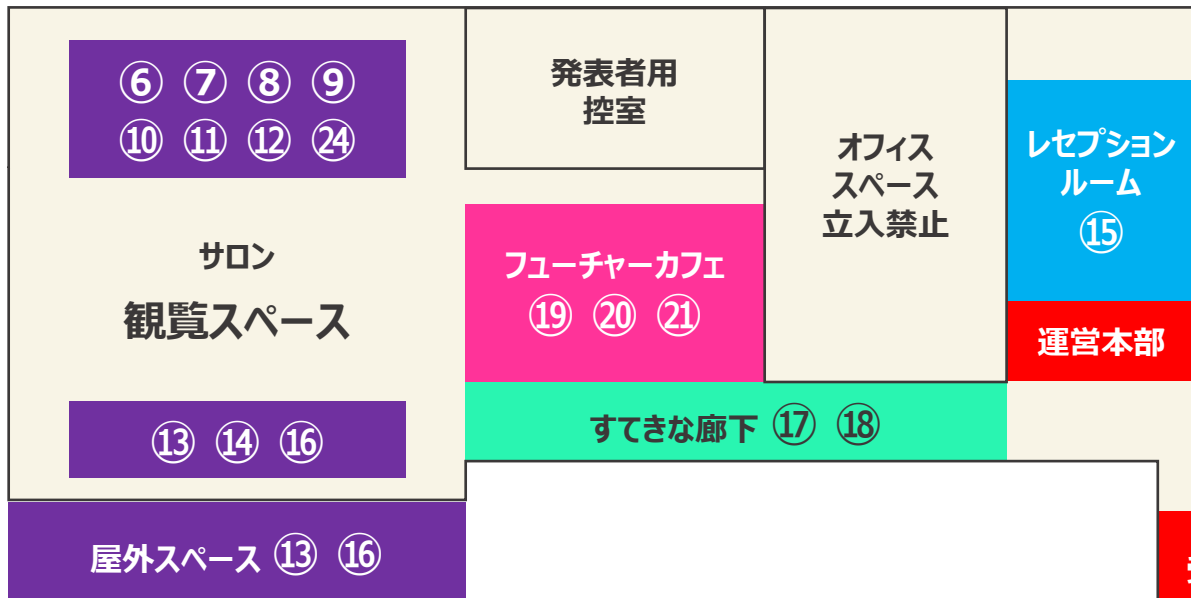 ⑥ ⑦ ⑧ ⑨
⑩ ⑪ ⑫ ㉔
サロン
観覧スペース
⑬ ⑭ ⑯
屋外スペース ⑬ ⑯
発表者用
控室
フューチャーカフェ
⑲ ⑳ ㉑
すてきな廊下 ⑰ ⑱
オフィス
スペース
立入禁止
レセプション
ルーム
⑮
運営本部